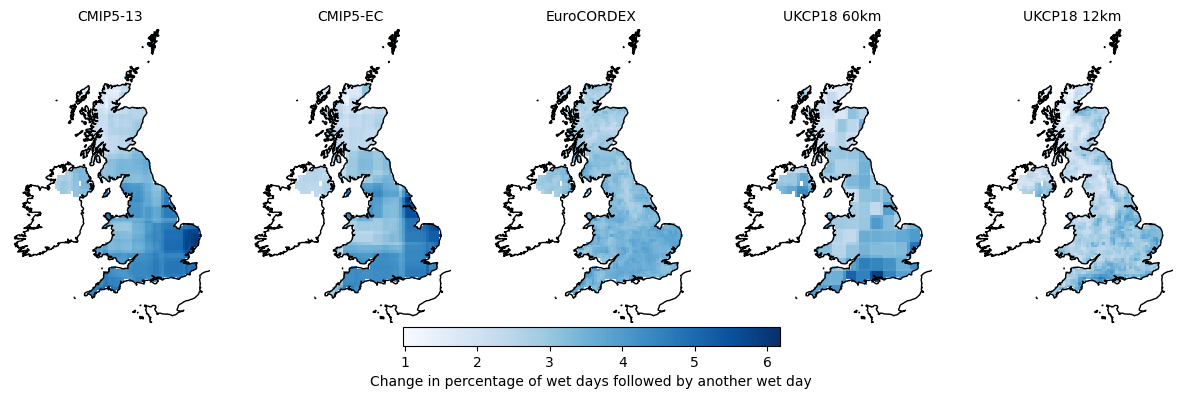 CMIP5-13
CMIP5-EC
EuroCORDEX
UKCP18 60km
UKCP18 12km
1 2 3 4 5 6
Change in percentage of wet days followed by another wet day